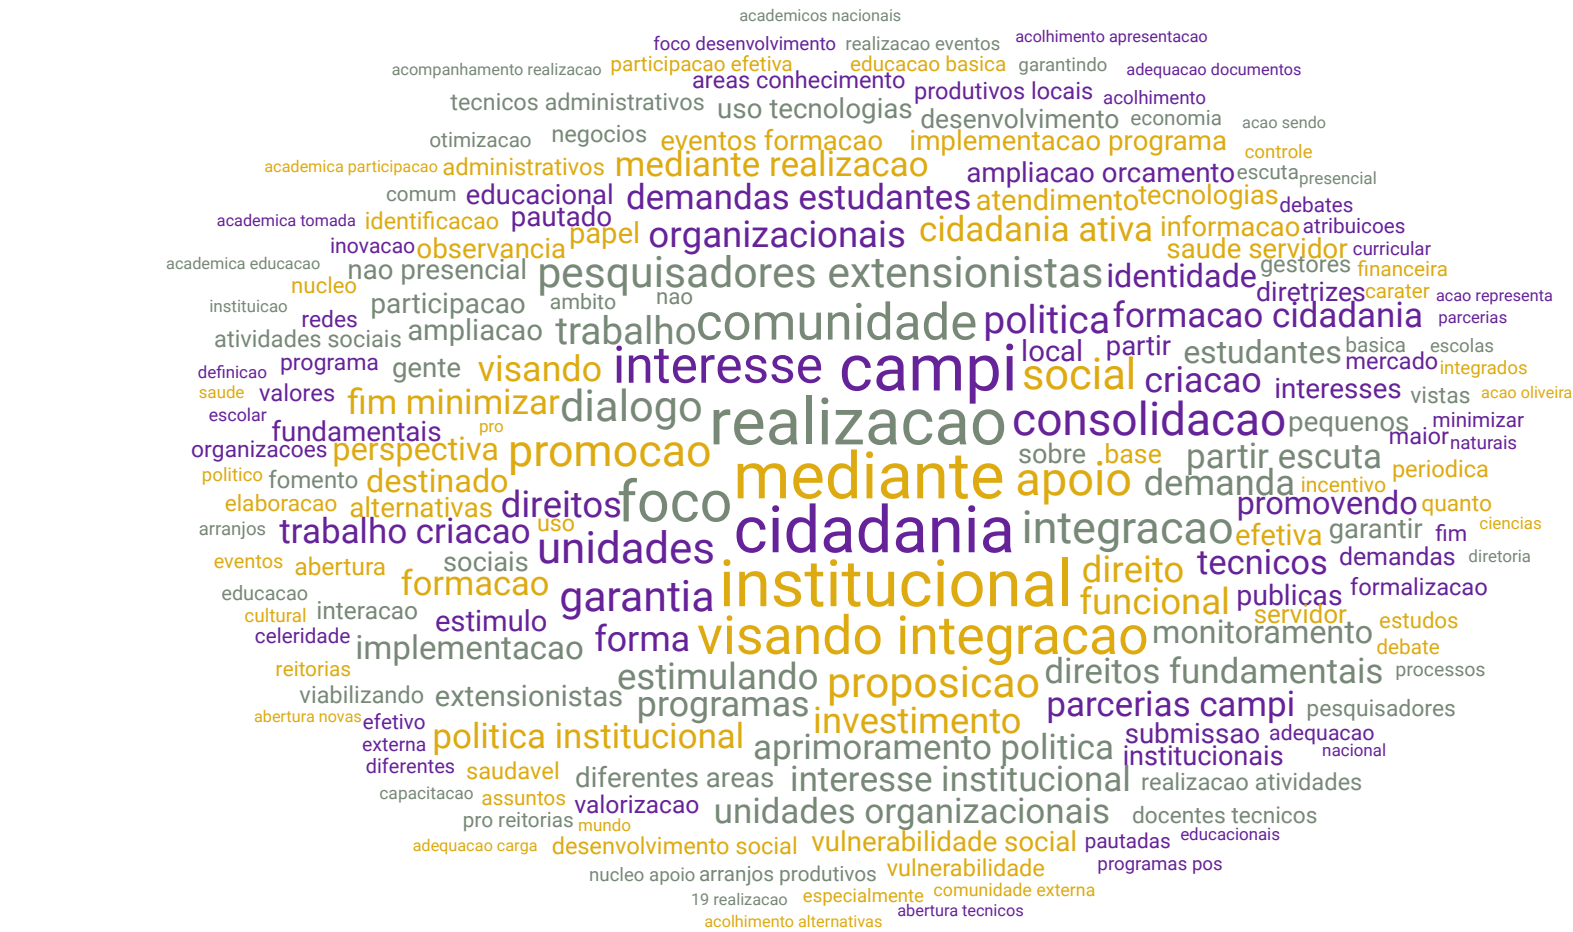 academicos nacionais
foco desenvolvimento realizacao eventos acolhimento apresentacao
acompanhamento realizacao participacao efetiva educacao basica garantindo adequacao documentos
areas conhecimento produtivos locais acolhimento
tecnicos administrativos uso tecnologias desenvolvimento economia acao sendo
otimizacao negocios eventos formacao implementacao programa controle
academica participacao administrativos mediante realizacao ampliacao orcamento escuta presencial
comum educacional demandas estudantes atendimento tecnologias debates
academica tomada identificacao pautado papel organizacionais cidadania ativa informacao atribuicoes
inovacao observancia saude servidor curricular
academica educacao nao presencial pesquisadores extensionistas identidade gestores financeira
nucleo diretrizes carater acao representa
instituicao participacao ambito nao
redes trabalho comunidade politica formacao cidadania parcerias
atividades sociais ampliacao local partir estudantes basica escolas
definicao programa gente visando interesse campi social criacao mercado integrados
saude valores fim minimizar dialogo interesses vistas acao oliveira
escolar fundamentais pro realizacao consolidacao pequenos minimizar
organizacoes perspectiva promocao sobre base partir escuta maior naturais
politico fomento destinado mediante apoio demanda incentivo periodica
elaboracao alternativas direitos foco promovendo quanto
arranjos trabalho criacao uso cidadania integracao efetiva garantir fim ciencias
eventos abertura sociais unidades tecnicos demandas diretoria
educacao formacao garantia institucional direito funcional publicas formalizacao
cultural interacao estimulo servidor estudos
celeridade implementacao forma visando integracao monitoramento debate
reitorias estimulando proposicao direitos fundamentais processos
viabilizando extensionistas programas parcerias campi pesquisadores
abertura novas efetivo investimento submissao adequacao
externa politica institucional aprimoramento politica institucionais nacional
diferentes saudavel diferentes areas interesse institucional realizacao atividades
capacitacao assuntos valorizacao unidades organizacionais docentes tecnicos
pro reitorias mundo educacionais
adequacao carga desenvolvimento social vulnerabilidade social pautadas
nucleo apoio arranjos produtivos vulnerabilidade programas pos
19 realizacao especialmente comunidade externa
acolhimento alternativas abertura tecnicos